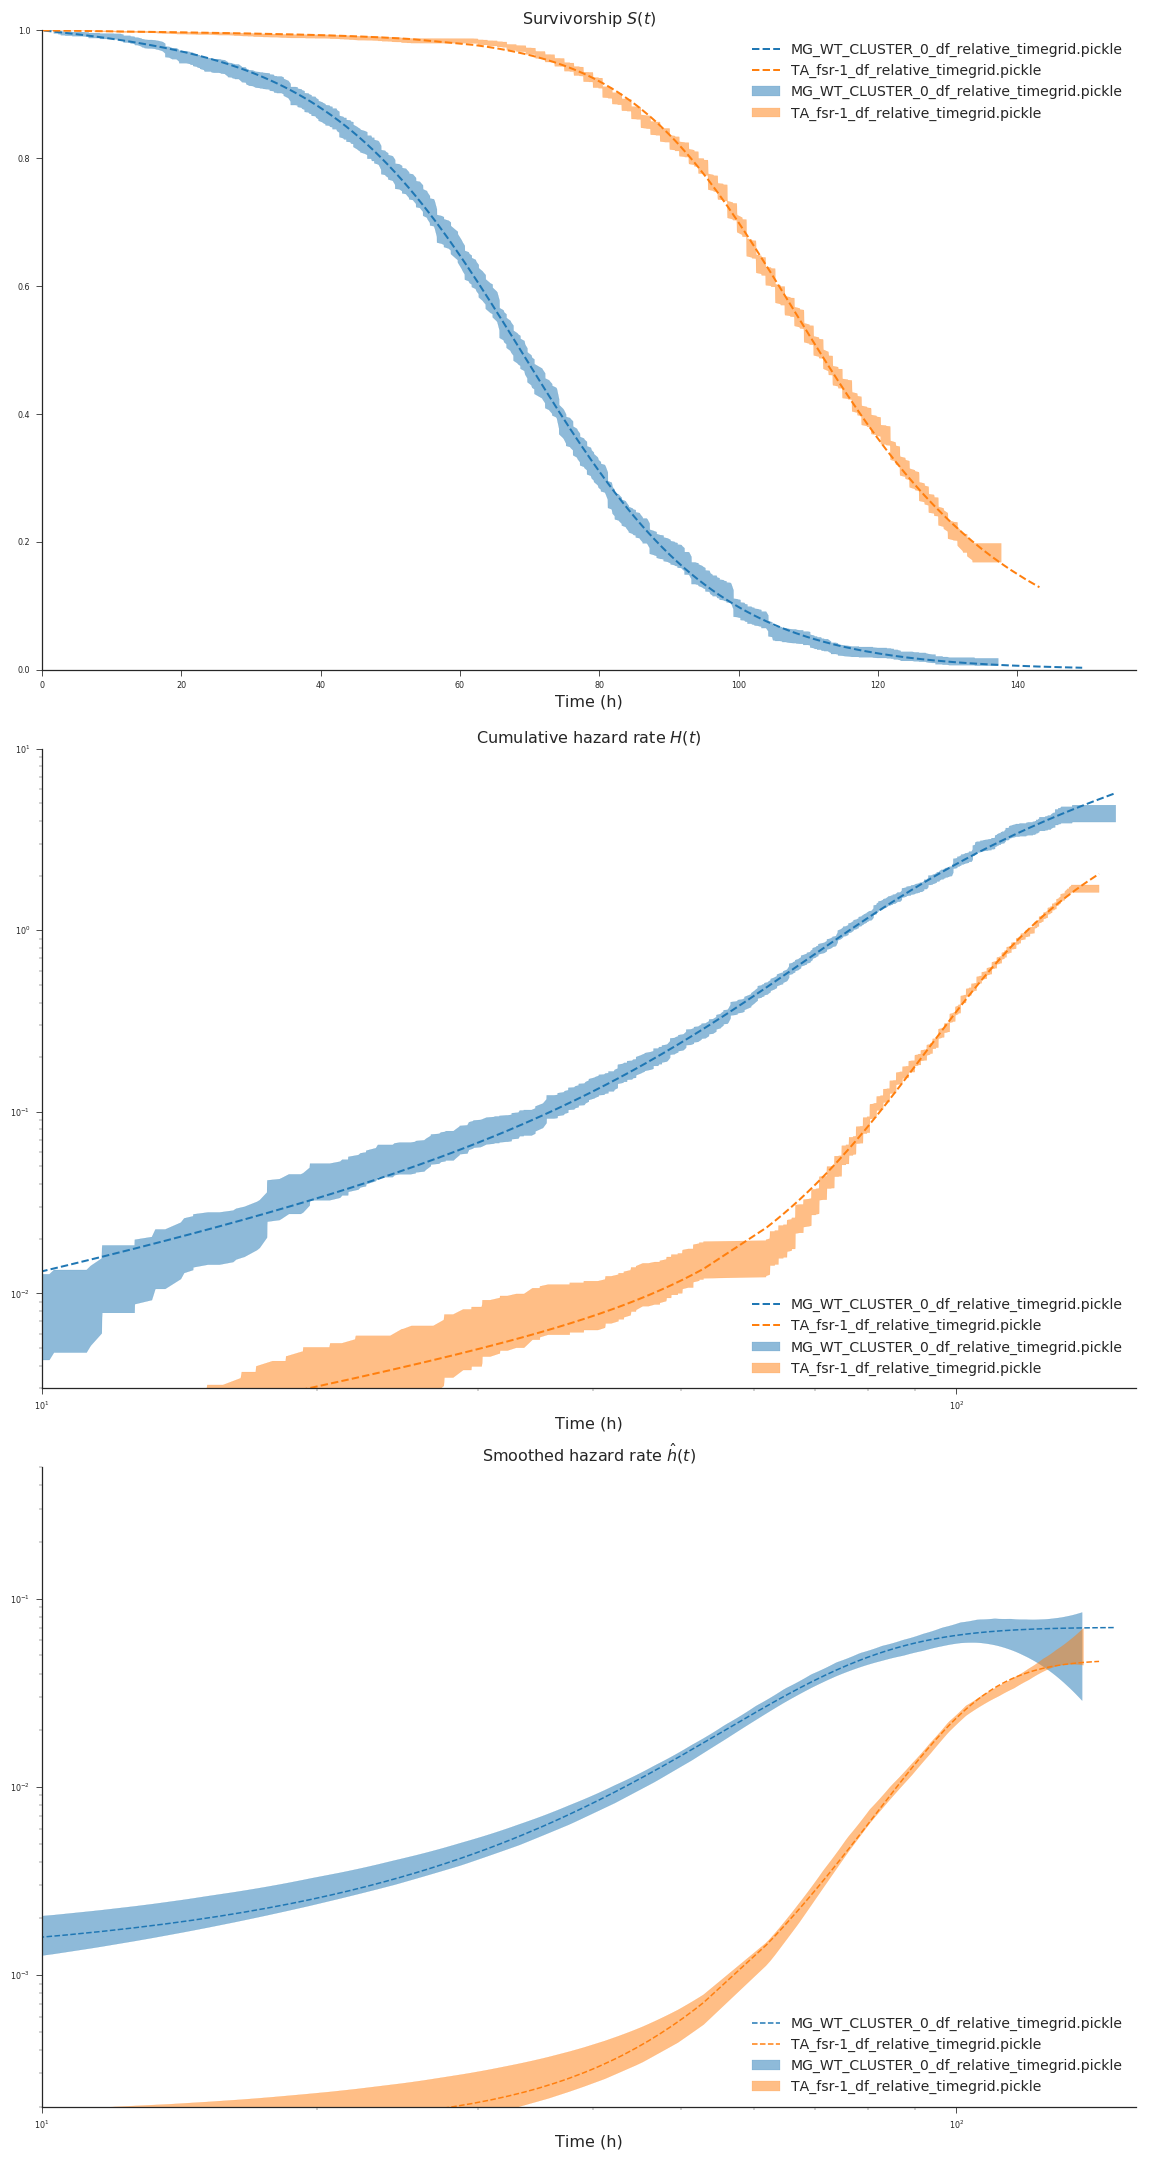 Survivorship S(t)
1.0
0.8
0.6
0.4
0.2
0.0
MG_WT_CLUSTER_0_df_relative_timegrid.pickle
TA_fsr-1_df_relative_timegrid.pickle
MG_WT_CLUSTER_0_df_relative_timegrid.pickle
TA_fsr-1_df_relative_timegrid.pickle
0 20 40 60 80 100 120 140
Time (h)
Cumulative hazard rate H(t)
10¹
10⁰
10⁻¹
10⁻²
MG_WT_CLUSTER_0_df_relative_timegrid.pickle
TA_fsr-1_df_relative_timegrid.pickle
MG_WT_CLUSTER_0_df_relative_timegrid.pickle
TA_fsr-1_df_relative_timegrid.pickle
10¹ 10²
Time (h)
Smoothed hazard rate ĥ(t)
10⁻¹
10⁻²
10⁻³
MG_WT_CLUSTER_0_df_relative_timegrid.pickle
TA_fsr-1_df_relative_timegrid.pickle
MG_WT_CLUSTER_0_df_relative_timegrid.pickle
TA_fsr-1_df_relative_timegrid.pickle
10¹ 10²
Time (h)